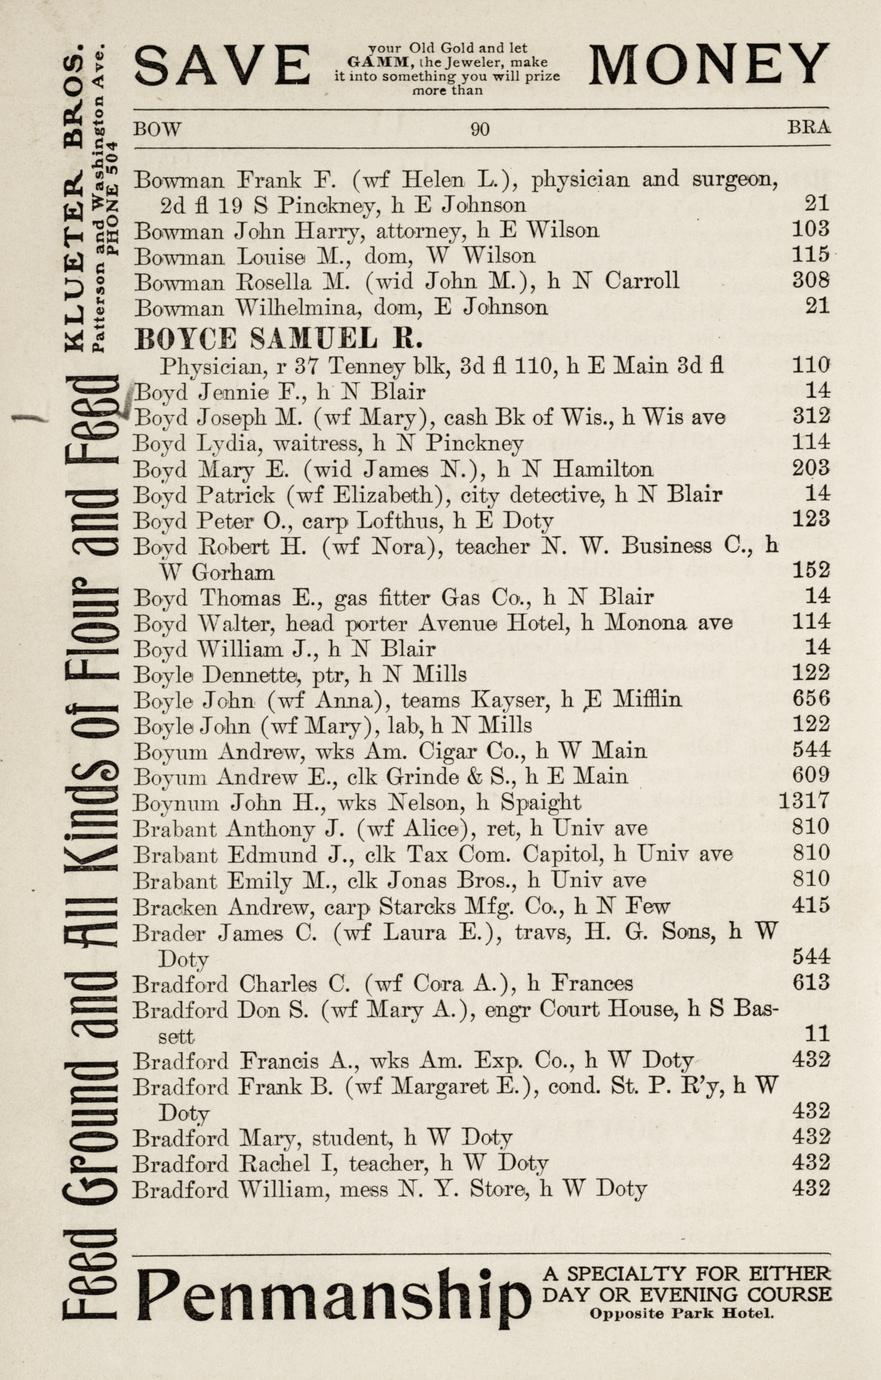 SAVE your Old Gold and let MONEY
GAMM, the Jeweler, make
it into something you will prize
more than
BOW 90 BRA
Bowman Frank F. (wf Helen L.), physician and surgeon,
2d fl 19 S Pinckney, h E Johnson 21
Bowman John Harry, attorney, h E Wilson 103
Bowman Louise M., dom, W Wilson 115
Bowman Rosella M. (wid John M.), h N Carroll 308
Bowman Wilhelmina, dom, E Johnson 21
BOYCE SAMUEL R.
Physician, r 37 Tenney blk, 3d fl 110, h E Main 3d fl 110
Boyd Jennie F., h N Blair 14
Boyd Joseph M. (wf Mary), cash Bk of Wis., h Wis ave 312
Boyd Lydia, waitress, h N Pinckney 114
Boyd Mary E. (wid James N.), h N Hamilton 203
Boyd Patrick (wf Elizabeth), city detective, h N Blair 14
Boyd Peter O., carp Lofthus, h E Doty 123
Boyd Robert H. (wf Nora), teacher N. W. Business C., h
W Gorham 152
Boyd Thomas E., gas fitter Gas Co., h N Blair 14
Boyd Walter, head porter Avenue Hotel, h Monona ave 114
Boyd William J., h N Blair 14
Boyle Dennette, ptr, h N Mills 122
Boyle John (wf Anna), teams Kayser, h E Mifflin 656
Boyle John (wf Mary), lab, h N Mills 122
Boyum Andrew, wks Am. Cigar Co., h W Main 544
Boyum Andrew E., clk Grinde & S., h E Main 609
Boynum John H., wks Nelson, h Spaight 1317
Brabant Anthony J. (wf Alice), ret, h Univ ave 810
Brabant Edmund J., clk Tax Com. Capitol, h Univ ave 810
Brabant Emily M., clk Jonas Bros., h Univ ave 810
Bracken Andrew, carp Starcks Mfg. Co., h N Few 415
Brader James C. (wf Laura E.), travs, H. G. Sons, h W
Doty 544
Bradford Charles C. (wf Cora A.), h Frances 613
Bradford Don S. (wf Mary A.), engr Court House, h S Bas-
sett 11
Bradford Francis A., wks Am. Exp. Co., h W Doty 432
Bradford Frank B. (wf Margaret E.), cond. St. P. R'y, h W
Doty 432
Bradford Mary, student, h W Doty 432
Bradford Rachel I, teacher, h W Doty 432
Bradford William, mess N. Y. Store, h W Doty 432
Penmanship A SPECIALTY FOR EITHER
DAY OR EVENING COURSE
Opposite Park Hotel.
Feed Ground and All Kinds of Flour and Feed KLUETER BROS.
Patterson and Washington Ave.
PHONE 504